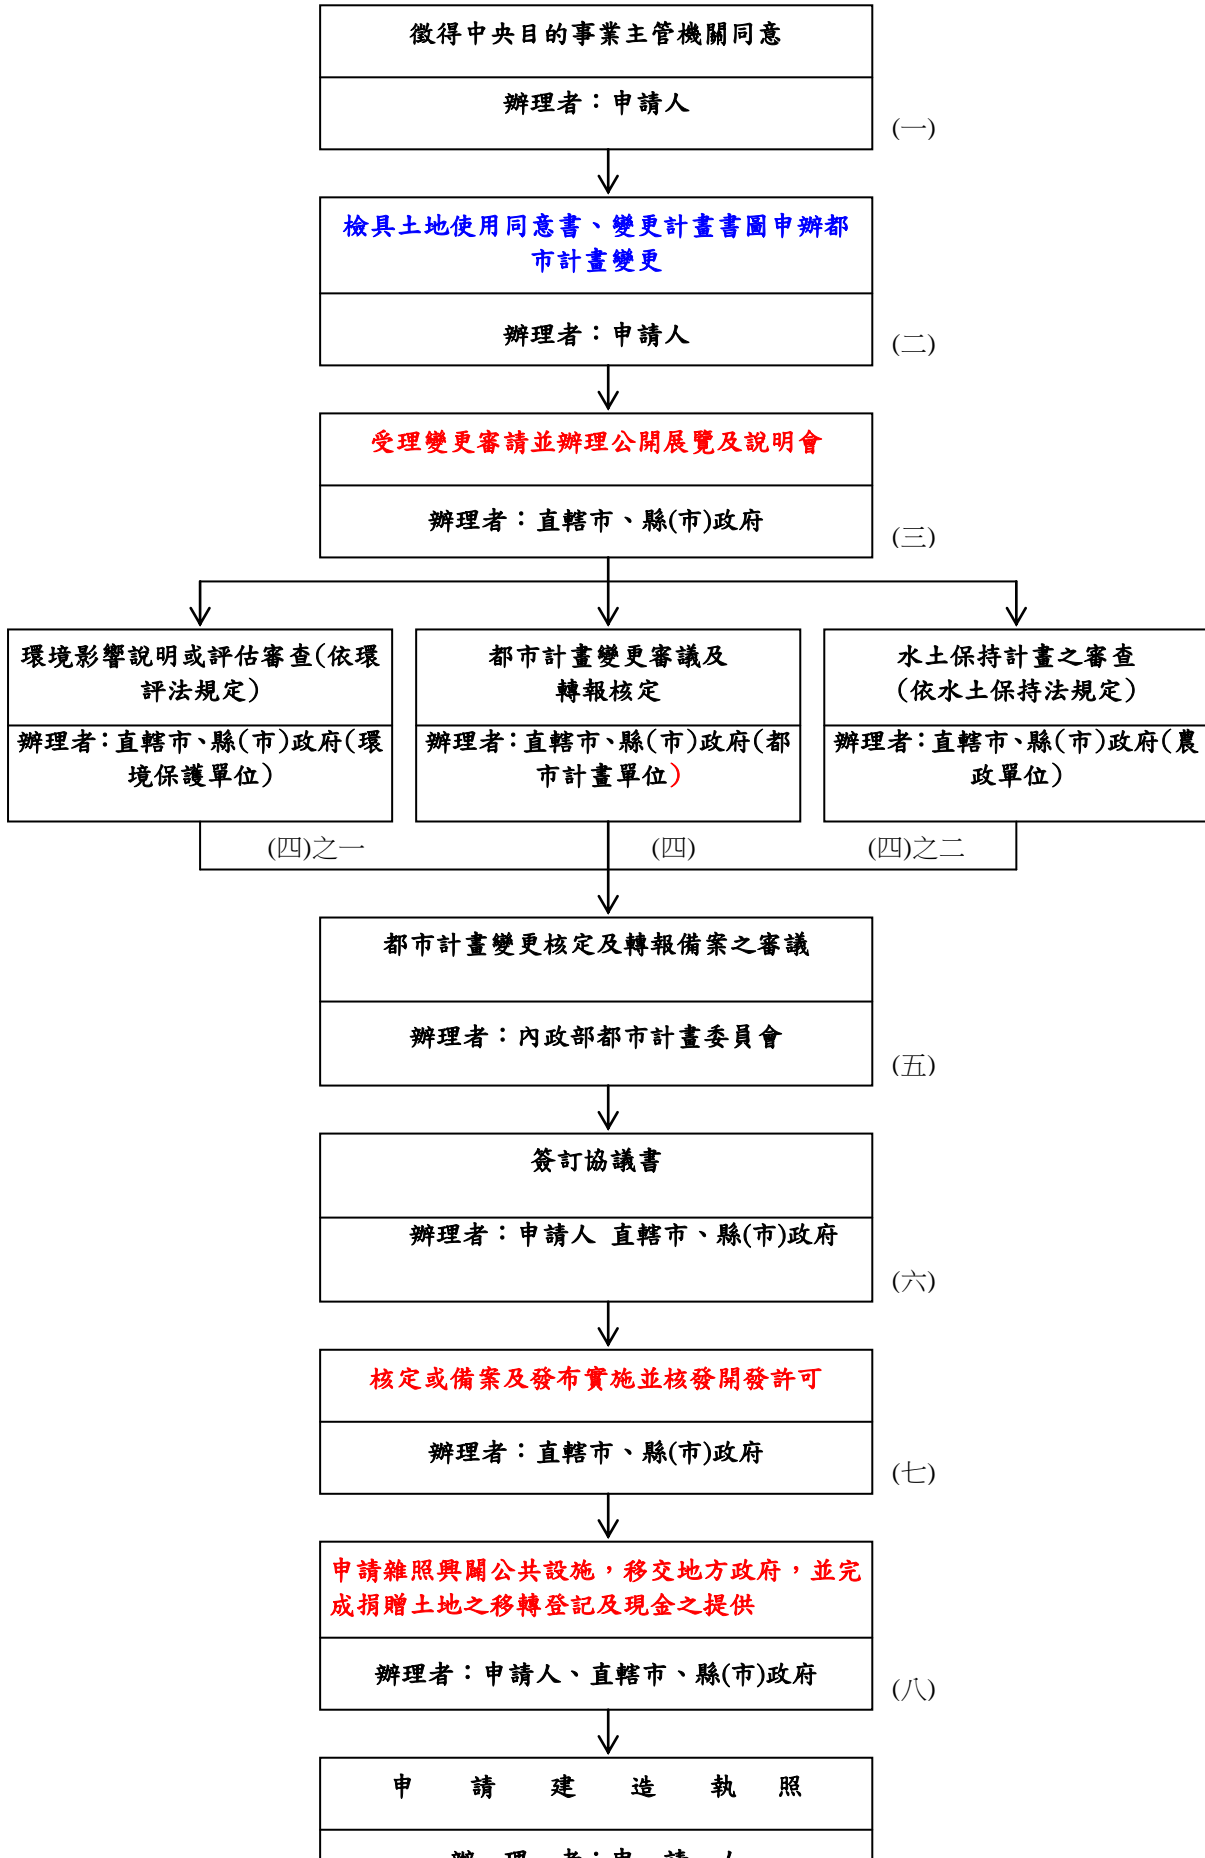 徵得中央目的事業主管機關同意
辦理者：申請人
(一)
檢具土地使用同意書、變更計畫書圖申辦都
市計畫變更
辦理者：申請人
(二)
受理變更審請並辦理公開展覽及說明會
辦理者：直轄市、縣(市)政府
(三)
環境影響說明或評估審查(依環
評法規定)
辦理者：直轄市、縣(市)政府(環
境保護單位)
(四)之一
都市計畫變更審議及
轉報核定
辦理者：直轄市、縣(市)政府(都
市計畫單位)
(四)
水土保持計畫之審查
(依水土保持法規定)
辦理者：直轄市、縣(市)政府(農
政單位)
(四)之二
都市計畫變更核定及轉報備案之審議
辦理者：內政部都市計畫委員會
(五)
簽訂協議書
辦理者：申請人 直轄市、縣(市)政府
(六)
核定或備案及發布實施並核發開發許可
辦理者：直轄市、縣(市)政府
(七)
申請雜照興闢公共設施，移交地方政府，並完
成捐贈土地之移轉登記及現金之提供
辦理者：申請人、直轄市、縣(市)政府
(八)
申請建造執照
辦理者：申請人